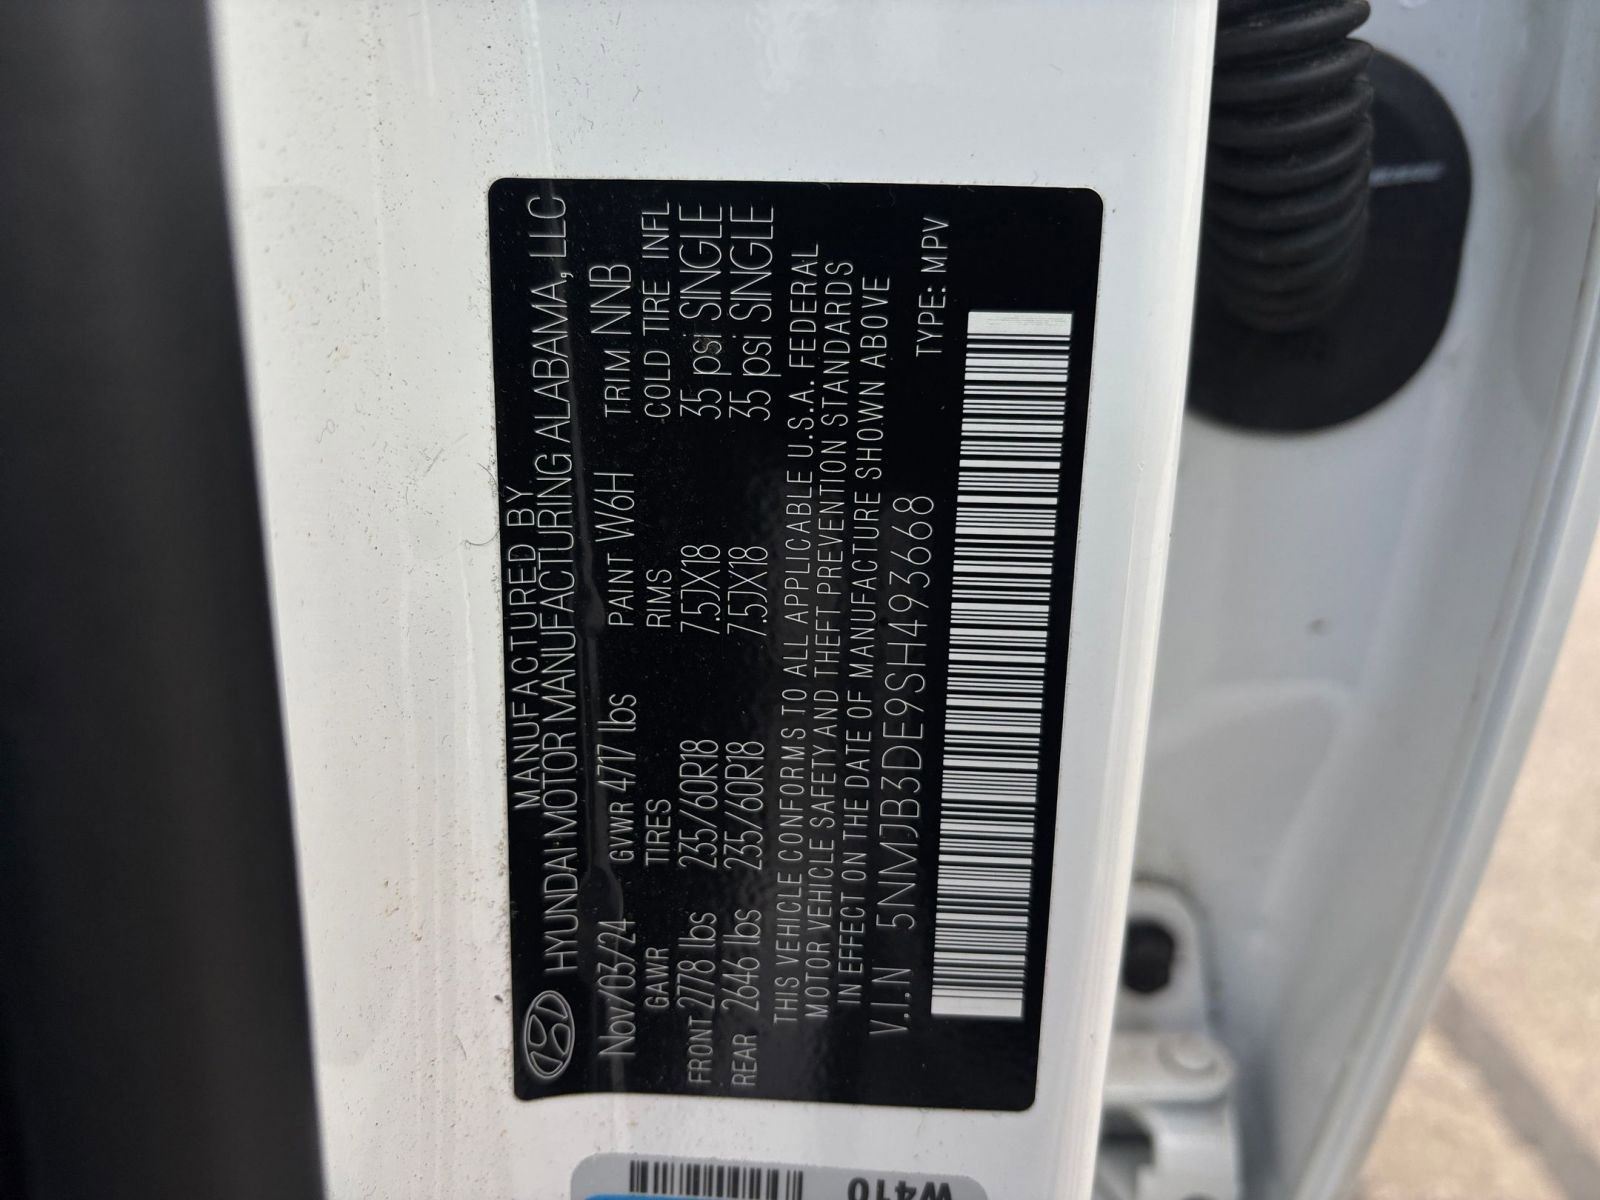 MANUFACTURED BY
HYUNDAI MOTOR MANUFACTURING ALABAMA, LLC
Nov/03/24 GVWR 4717 lbs PAINT W6H TRIM NNB
GAWR TIRES RIMS COLD TIRE INFL
FRONT 2778 lbs 235/60R18 7.5JX18 35 psi SINGLE
REAR 2646 lbs 235/60R18 7.5JX18 35 psi SINGLE
THIS VEHICLE CONFORMS TO ALL APPLICABLE U.S.A. FEDERAL
MOTOR VEHICLE SAFETY AND THEFT PREVENTION STANDARDS
IN EFFECT ON THE DATE OF MANUFACTURE SHOWN ABOVE
V.I.N 5NMJB3DE9SH493668 TYPE: MPV
W410